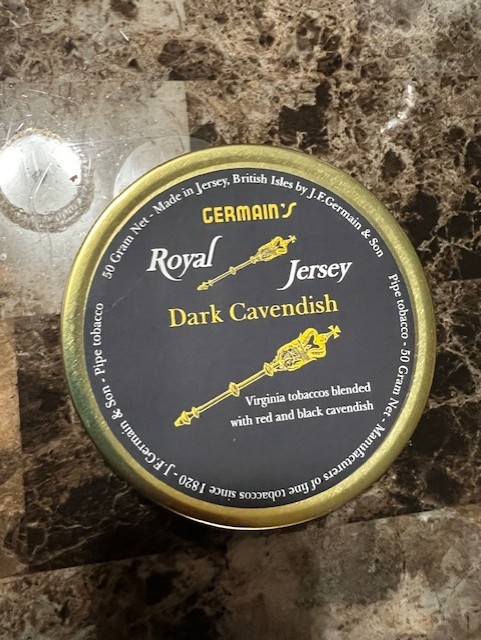 50 Gram Net - Made in Jersey, British Isles by J.F.Germain & Son
Pipe tobacco - 50 Gram Net - Manufacturers of fine tobaccos since 1820 - J.F.Germain & Son - Pipe tobacco
GERMAIN'S
Royal
Jersey
Dark Cavendish
Virginia tobaccos blended
with red and black cavendish